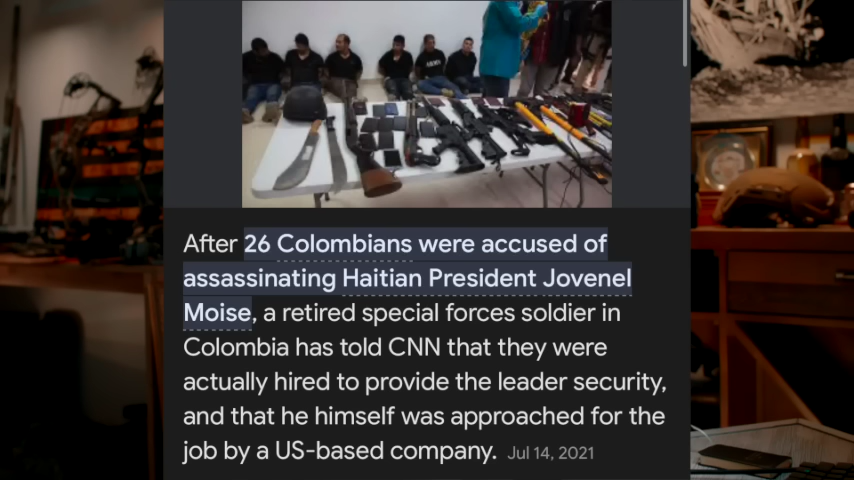 After 26 Colombians were accused of
assassinating Haitian President Jovenel
Moise, a retired special forces soldier in
Colombia has told CNN that they were
actually hired to provide the leader security,
and that he himself was approached for the
job by a US-based company. Jul 14, 2021